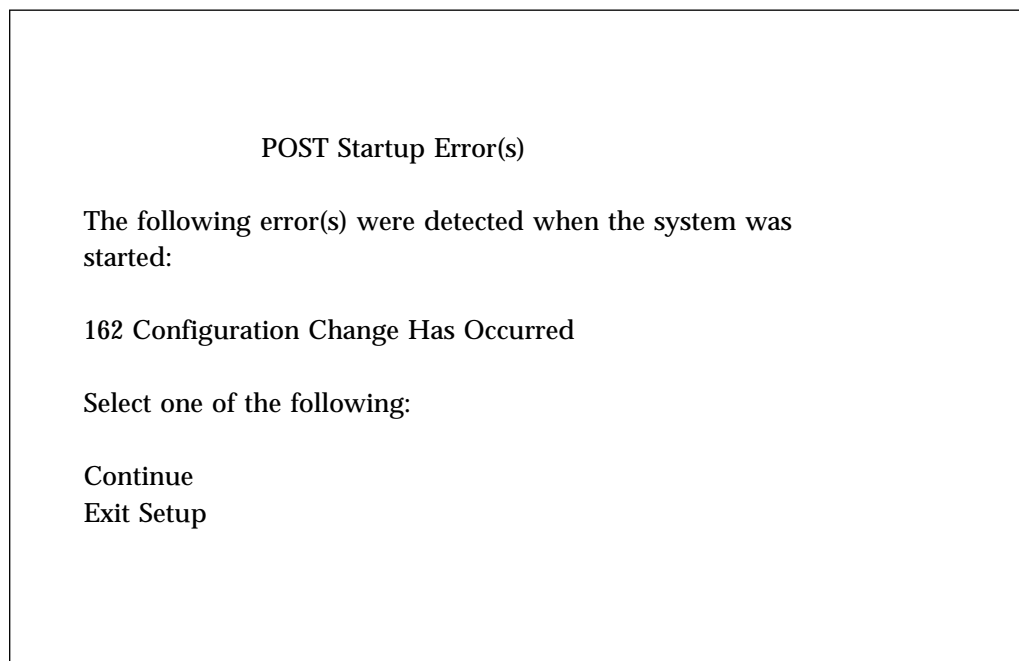 POST Startup Error(s)
The following error(s) were detected when the system was
started:
162 Configuration Change Has Occurred
Select one of the following:
Continue
Exit Setup